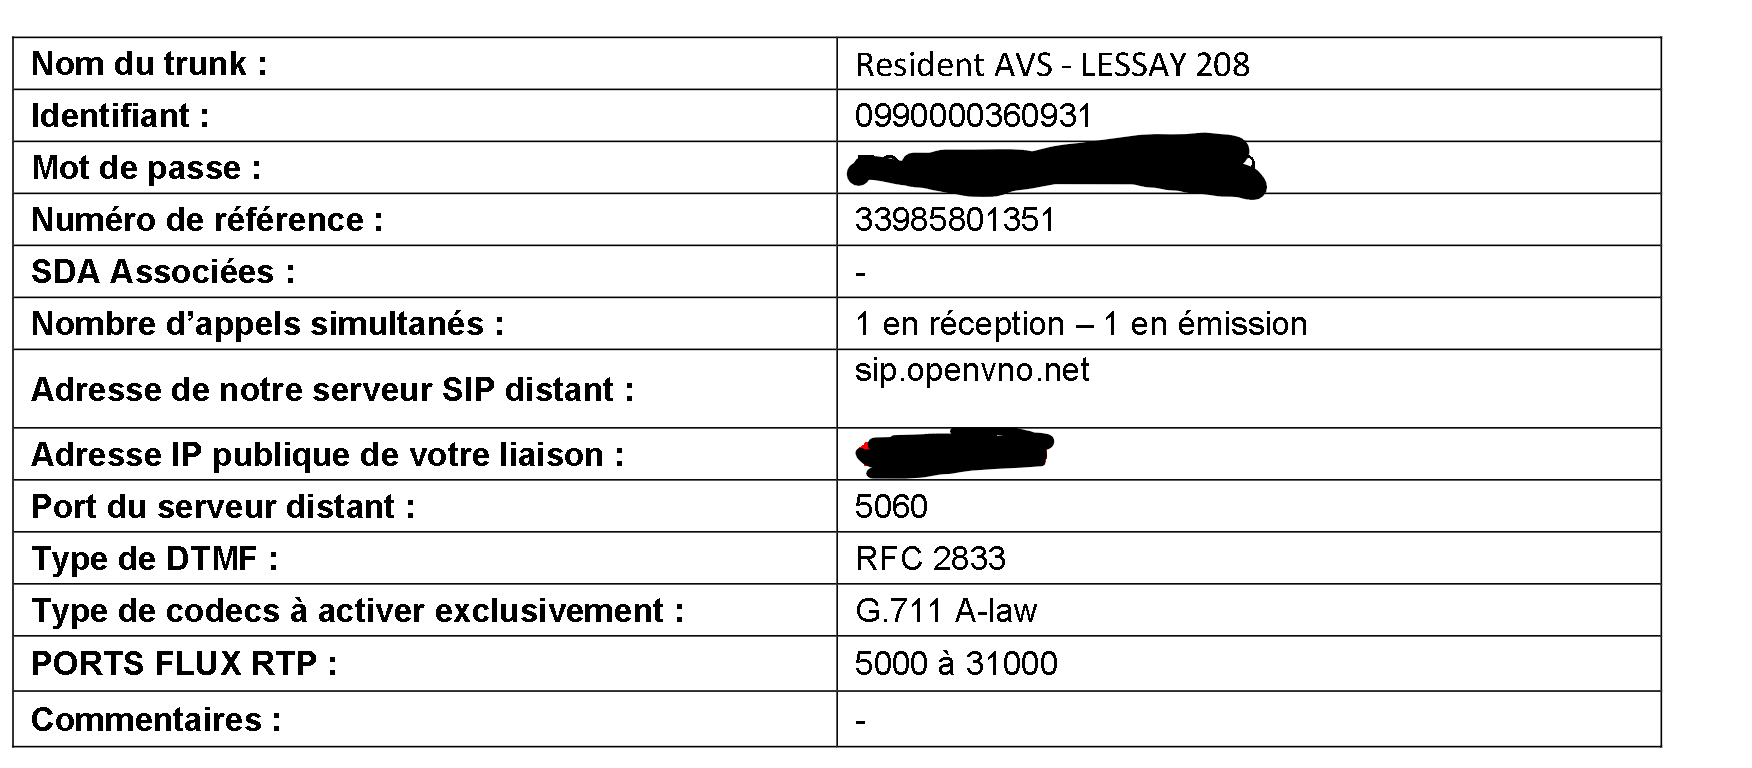 Nom du trunk : Resident AVS - LESSAY 208
Identifiant : 0990000360931
Mot de passe :
Numéro de référence : 33985801351
SDA Associées : -
Nombre d’appels simultanés : 1 en réception – 1 en émission
Adresse de notre serveur SIP distant : sip.openvno.net
Adresse IP publique de votre liaison :
Port du serveur distant : 5060
Type de DTMF : RFC 2833
Type de codecs à activer exclusivement : G.711 A-law
PORTS FLUX RTP : 5000 à 31000
Commentaires : -